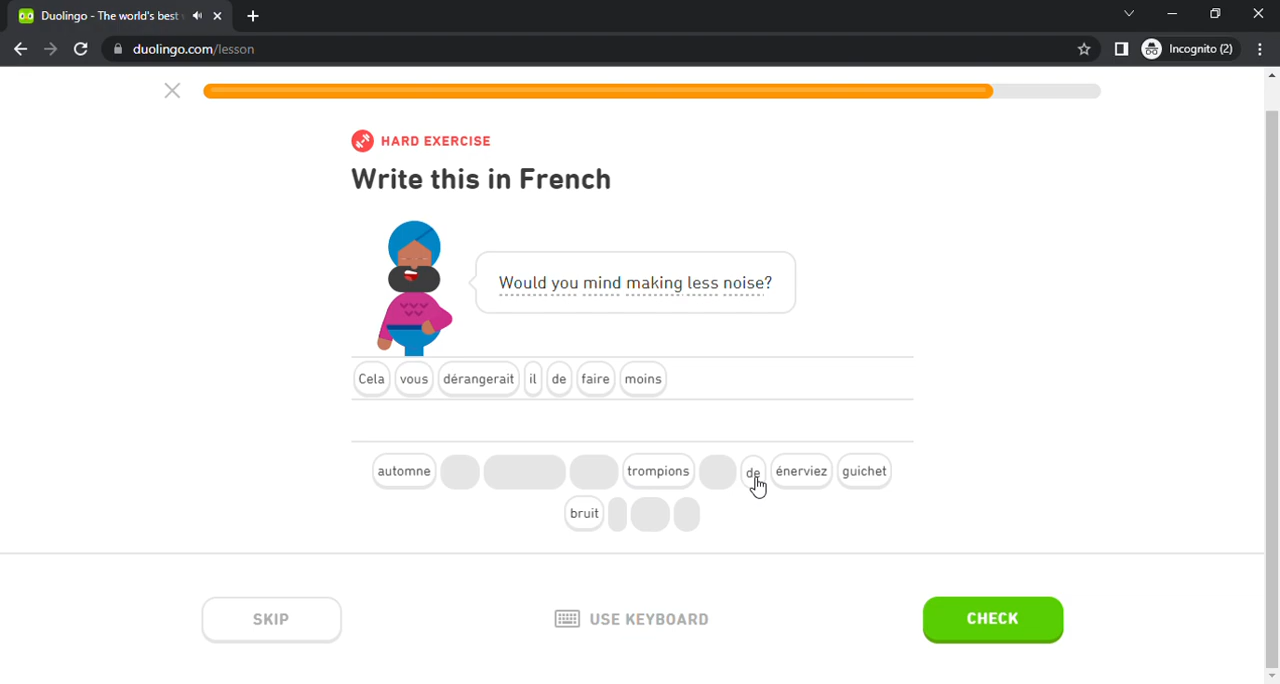 Duolingo - The world's best
duolingo.com/lesson
Incognito (2)
HARD EXERCISE
Write this in French
Would you mind making less noise?
Cela vous dérangerait il de faire moins
automne trompions de énerviez guichet
bruit
SKIP
USE KEYBOARD
CHECK